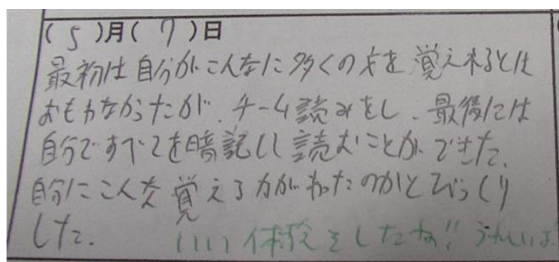 (5)月(7)日
最初は自分がこんなに多くの文を覚えれるとは
おもわなかったが、チーム読みをし、最後には
自分ですべてを暗記して読むことができた。
自分にこんな覚える力があったのかとびっくり
した。 いい体験をしたね!! うれしいよ